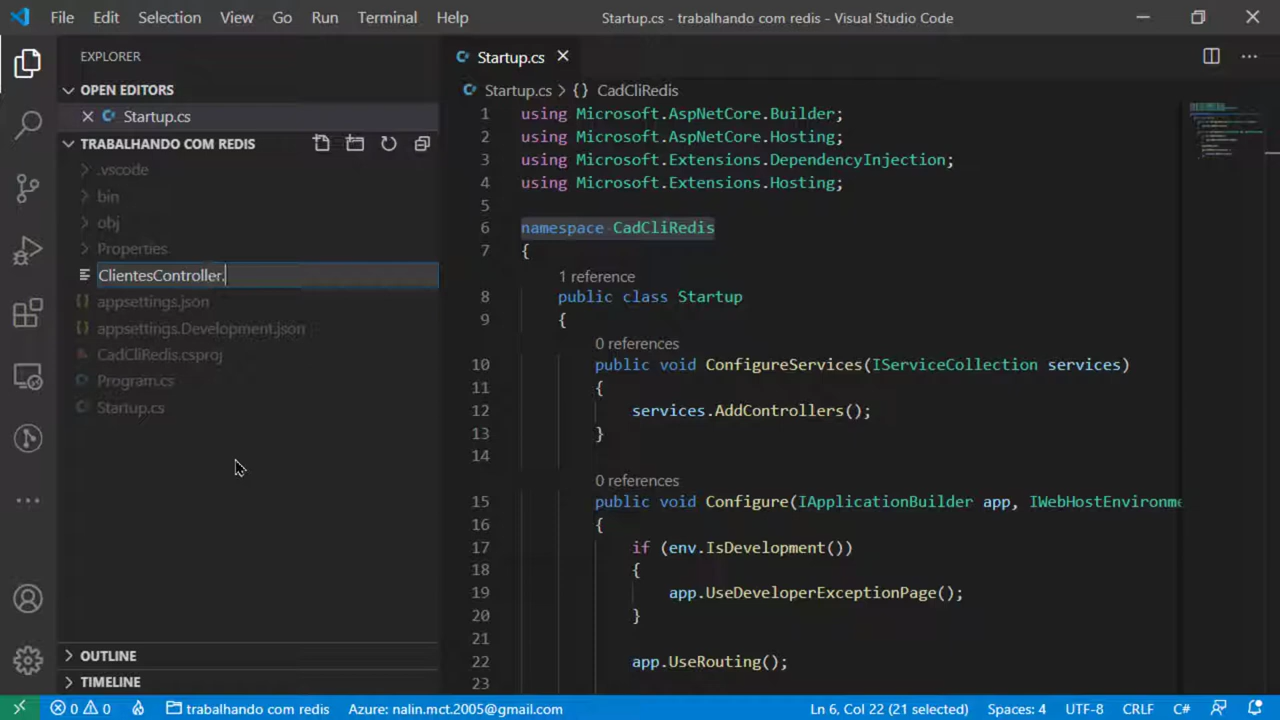 File Edit Selection View Go Run Terminal Help Startup.cs - trabalhando com redis - Visual Studio Code
EXPLORER
OPEN EDITORS
Startup.cs
TRABALHANDO COM REDIS
.vscode
bin
obj
Properties
ClientesController.
appsettings.json
appsettings.Development.json
CadCliRedis.csproj
Program.cs
Startup.cs
OUTLINE
TIMELINE
Startup.cs
Startup.cs > {} CadCliRedis
1 using Microsoft.AspNetCore.Builder;
2 using Microsoft.AspNetCore.Hosting;
3 using Microsoft.Extensions.DependencyInjection;
4 using Microsoft.Extensions.Hosting;
5
6 namespace CadCliRedis
7 {
1 reference
8 public class Startup
9 {
0 references
10 public void ConfigureServices(IServiceCollection services)
11 {
12 services.AddControllers();
13 }
14
0 references
15 public void Configure(IApplicationBuilder app, IWebHostEnvironme
16 {
17 if (env.IsDevelopment())
18 {
19 app.UseDeveloperExceptionPage();
20 }
21
22 app.UseRouting();
23
0 0 trabalhando com redis Azure: nalin.mct.2005@gmail.com Ln 6, Col 22 (21 selected) Spaces: 4 UTF-8 CRLF C#